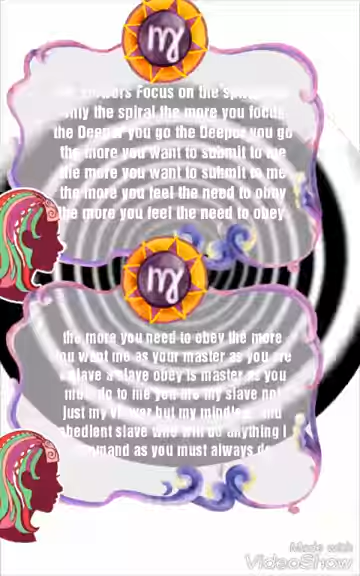 Focus on the
only the spiral the more you focus
the Deeper you go the Deeper you go
the more you want to submit to me
the more you want to submit to me
the more you feel the need to obey
the more you feel the need to obey
the more you need to obey the more
you want me as your master as you are
a slave a slave obey is master as you
must do to me you are my slave not
just my viewer but my mindless and
obedient slave who will do anything I
command as you must always do
Made with
VideoShow